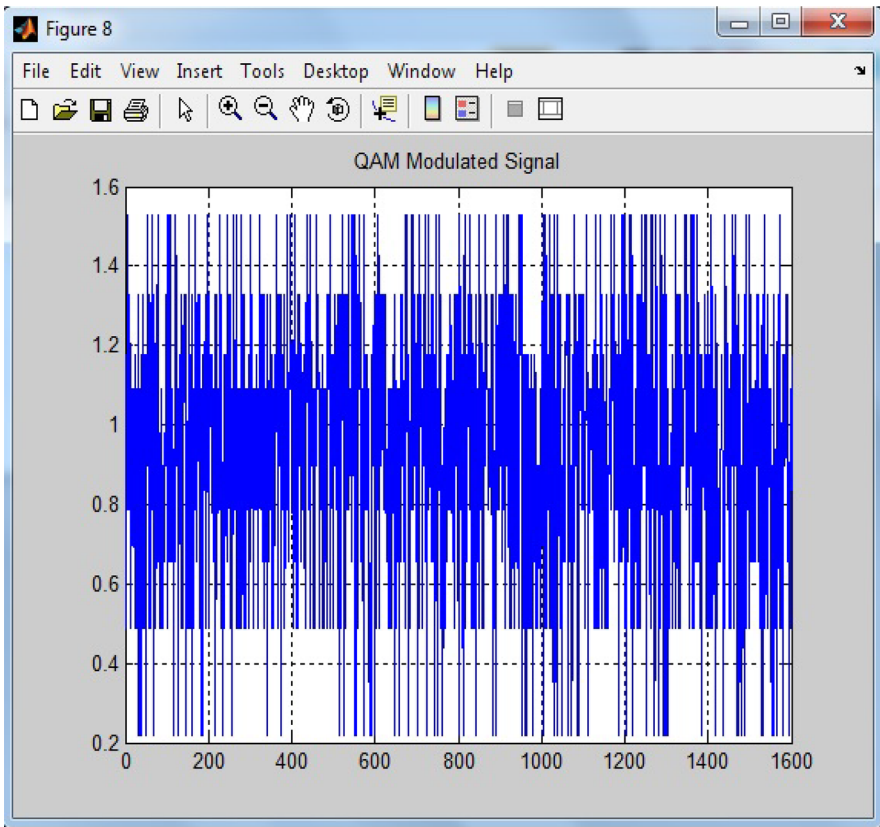 Figure 8
File Edit View Insert Tools Desktop Window Help
QAM Modulated Signal
1.6
1.4
1.2
1
0.8
0.6
0.4
0.2
0 200 400 600 800 1000 1200 1400 1600